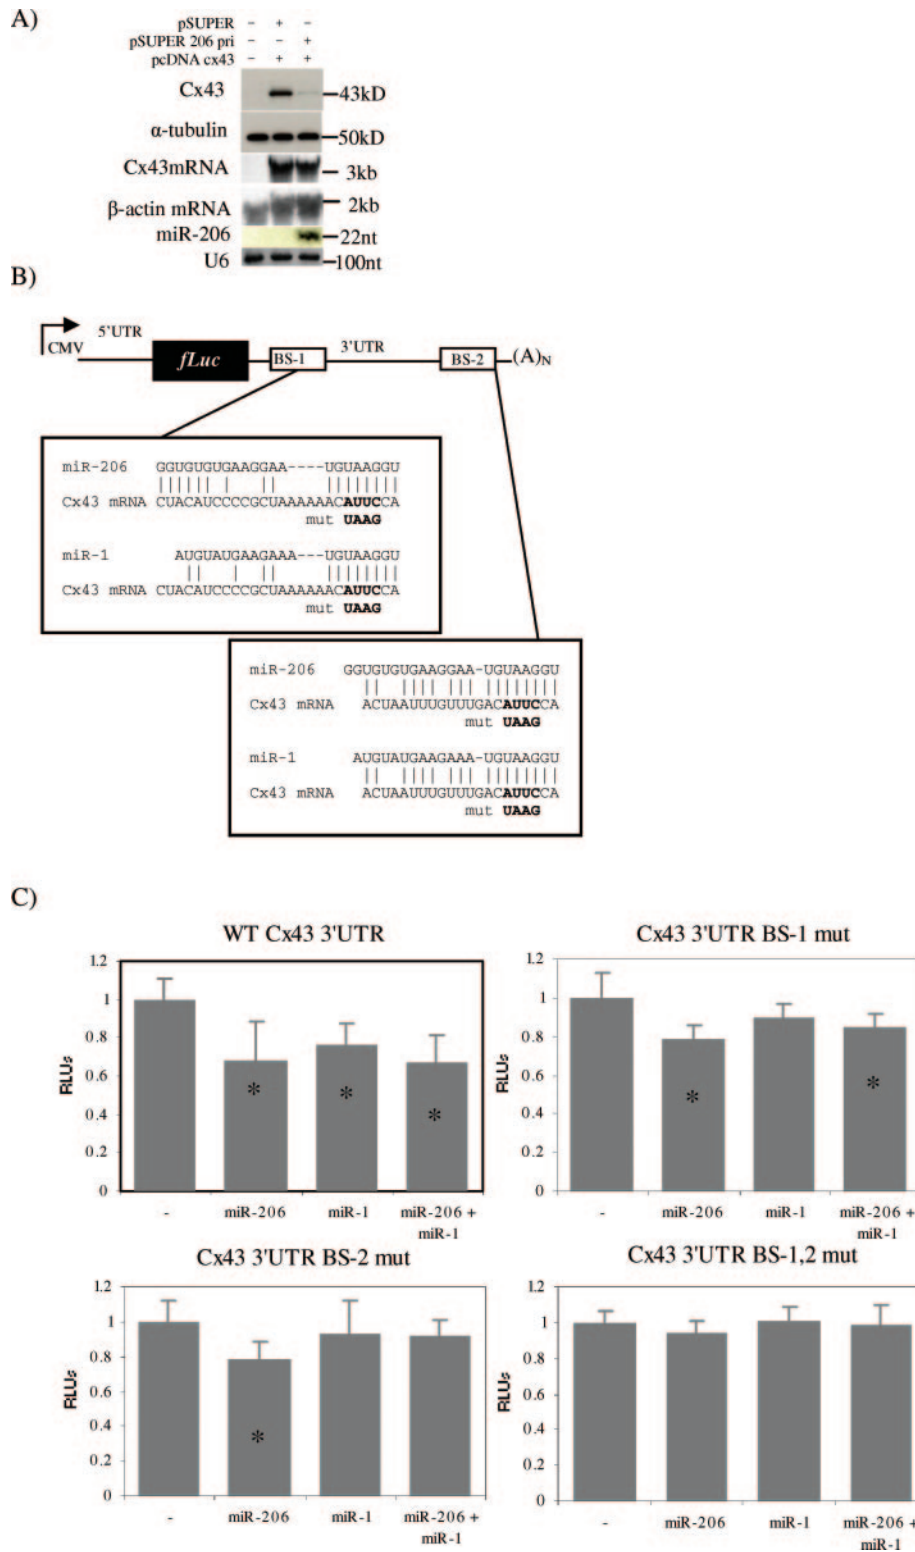 A)
pSUPER - + -
pSUPER 206 pri - - +
pcDNA cx43 - + +
Cx43 43kD
α-tubulin 50kD
Cx43mRNA 3kb
β-actin mRNA 2kb
miR-206 22nt
U6 100nt
B)
CMV 5'UTR fLuc BS-1 3'UTR BS-2 (A)N
miR-206 GGUGUGUGAAGGAA----UGUAAGGU
Cx43 mRNA CUACAUCCCCGCUAAAAAACAUUCCA
mut UAAG
miR-1 AUGUAUGAAGAAA---UGUAAGGU
Cx43 mRNA CUACAUCCCCGCUAAAAAACAUUCCA
mut UAAG
miR-206 GGUGUGUGAAGGAA-UGUAAGGU
Cx43 mRNA ACUAAUUUGUUUGACAUUCCA
mut UAAG
miR-1 AUGUAUGAAGAAA-UGUAAGGU
Cx43 mRNA ACUAAUUUGUUUGACAUUCCA
mut UAAG
C)
WT Cx43 3'UTR
RLUs
1.2
1
0.8
0.6
0.4
0.2
0
* * *
- miR-206 miR-1 miR-206 + miR-1
Cx43 3'UTR BS-1 mut
RLUs
1.2
1
0.8
0.6
0.4
0.2
0
* *
- miR-206 miR-1 miR-206 + miR-1
Cx43 3'UTR BS-2 mut
RLUs
1.2
1
0.8
0.6
0.4
0.2
0
*
- miR-206 miR-1 miR-206 + miR-1
Cx43 3'UTR BS-1,2 mut
RLUs
1.2
1
0.8
0.6
0.4
0.2
0
- miR-206 miR-1 miR-206 + miR-1